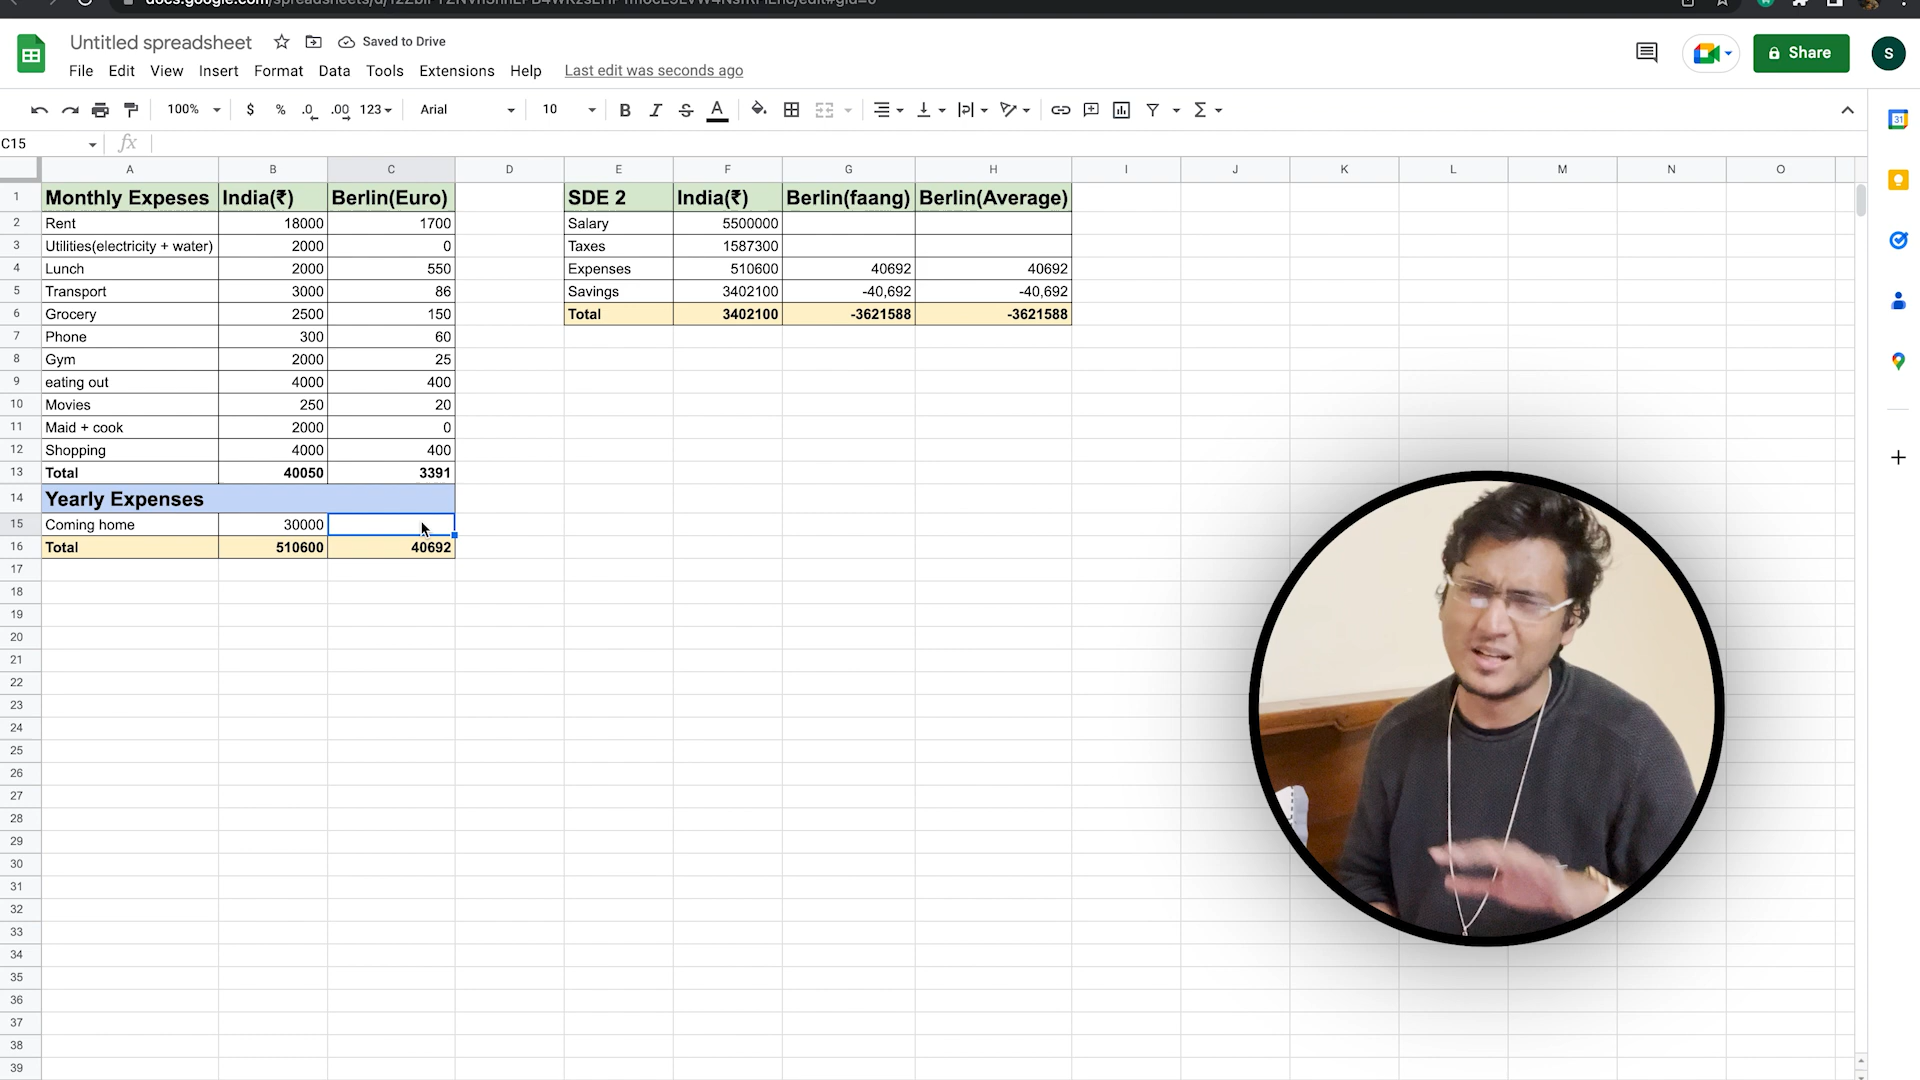 Untitled spreadsheet Saved to Drive
File Edit View Insert Format Data Tools Extensions Help Last edit was seconds ago
Share S
100% $ % .0 .00 123 Arial 10 B I S A
C15 fx
A B C D E F G H I J K L M N O
1 Monthly Expeses India(₹) Berlin(Euro) SDE 2 India(₹) Berlin(faang) Berlin(Average)
2 Rent 18000 1700 Salary 5500000
3 Utilities(electricity + water) 2000 0 Taxes 1587300
4 Lunch 2000 550 Expenses 510600 40692 40692
5 Transport 3000 86 Savings 3402100 -40,692 -40,692
6 Grocery 2500 150 Total 3402100 -3621588 -3621588
7 Phone 300 60
8 Gym 2000 25
9 eating out 4000 400
10 Movies 250 20
11 Maid + cook 2000 0
12 Shopping 4000 400
13 Total 40050 3391
14 Yearly Expenses
15 Coming home 30000
16 Total 510600 40692
17
18
19
20
21
22
23
24
25
26
27
28
29
30
31
32
33
34
35
36
37
38
39
31